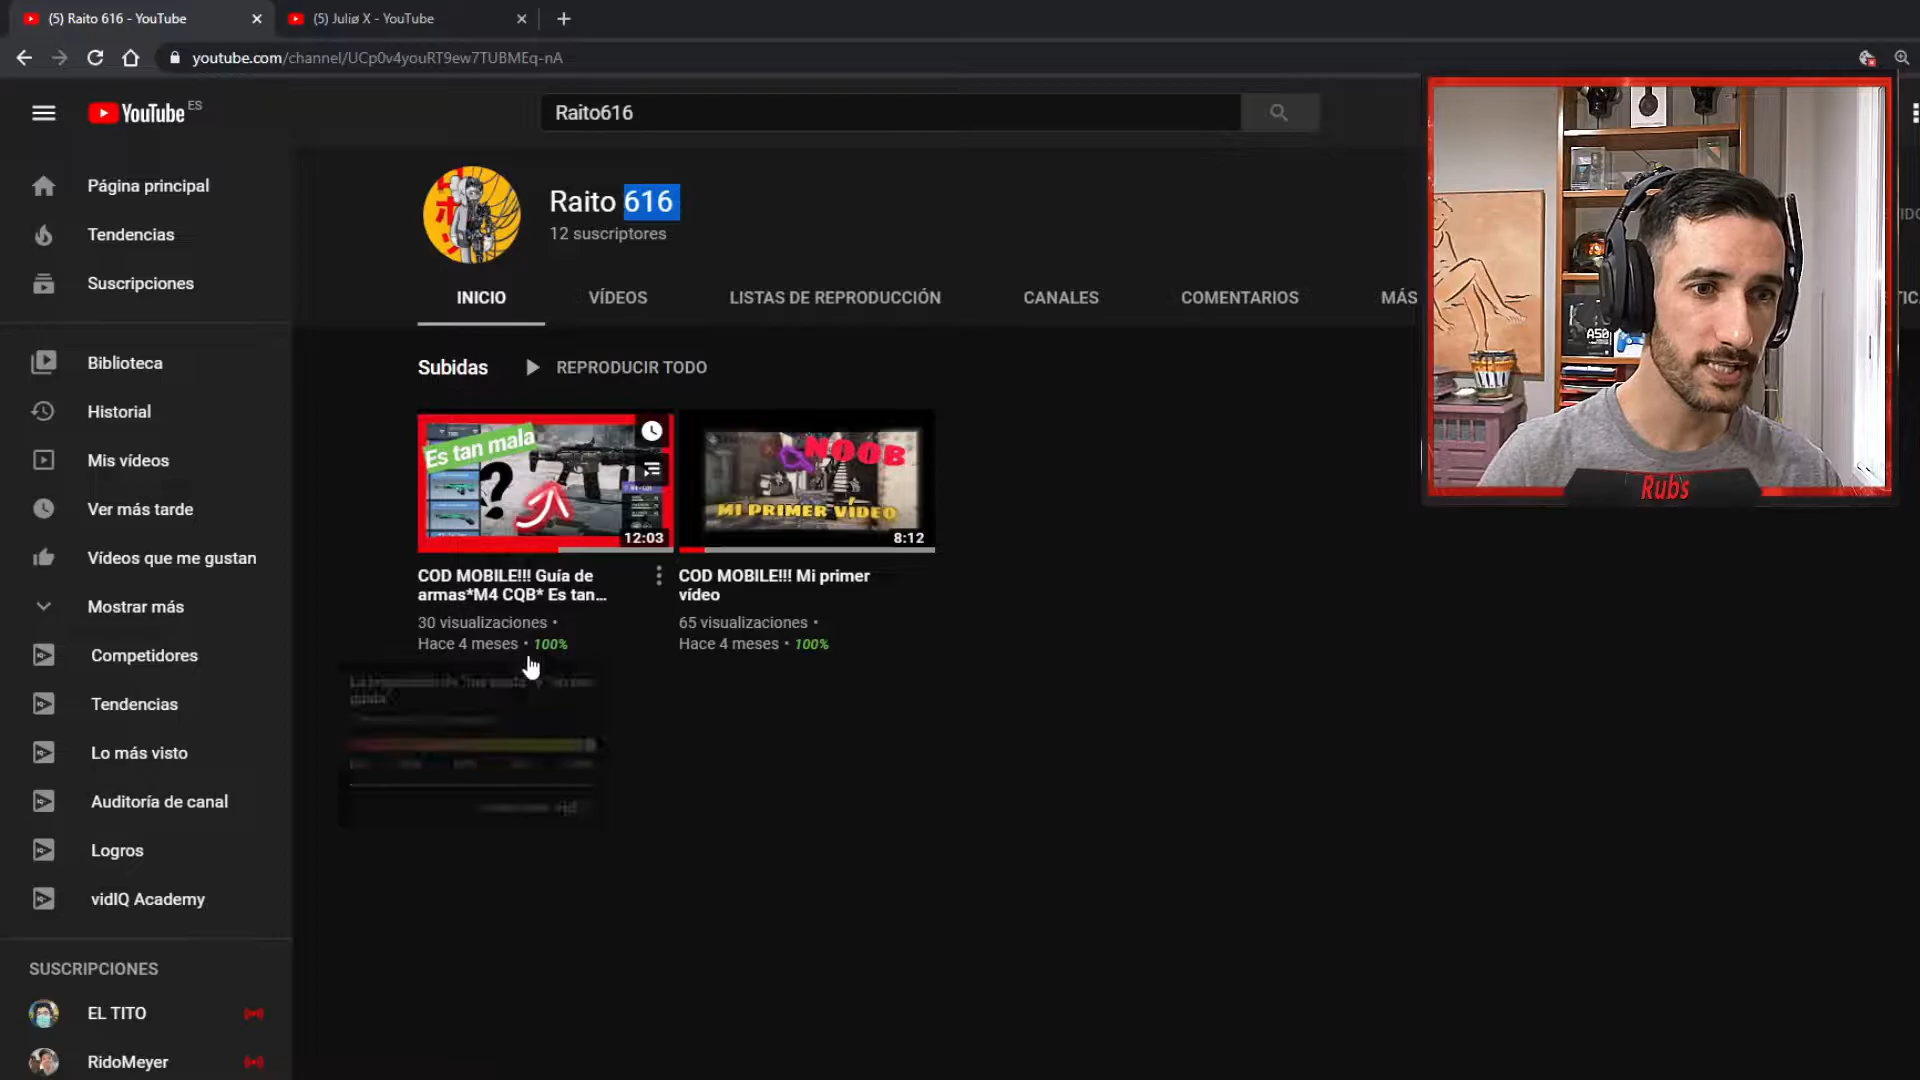 (5) Raito 616 - YouTube
(5) Juliø X - YouTube
youtube.com/channel/UCp0v4youRT9ew7TUBMEq-nA
YouTube ES
Raito616
Página principal
Tendencias
Suscripciones
Biblioteca
Historial
Mis vídeos
Ver más tarde
Vídeos que me gustan
Mostrar más
Competidores
Tendencias
Lo más visto
Auditoría de canal
Logros
vidIQ Academy
SUSCRIPCIONES
EL TITO
RidoMeyer
Raito 616
12 suscriptores
INICIO
VÍDEOS
LISTAS DE REPRODUCCIÓN
CANALES
COMENTARIOS
MÁS
Subidas
REPRODUCIR TODO
Es tan mala
?
12:03
NOOB
MI PRIMER VÍDEO
8:12
COD MOBILE!!! Guía de
armas*M4 CQB* Es tan...
30 visualizaciones •
Hace 4 meses • 100%
COD MOBILE!!! Mi primer
vídeo
65 visualizaciones •
Hace 4 meses • 100%
A50
Rubs